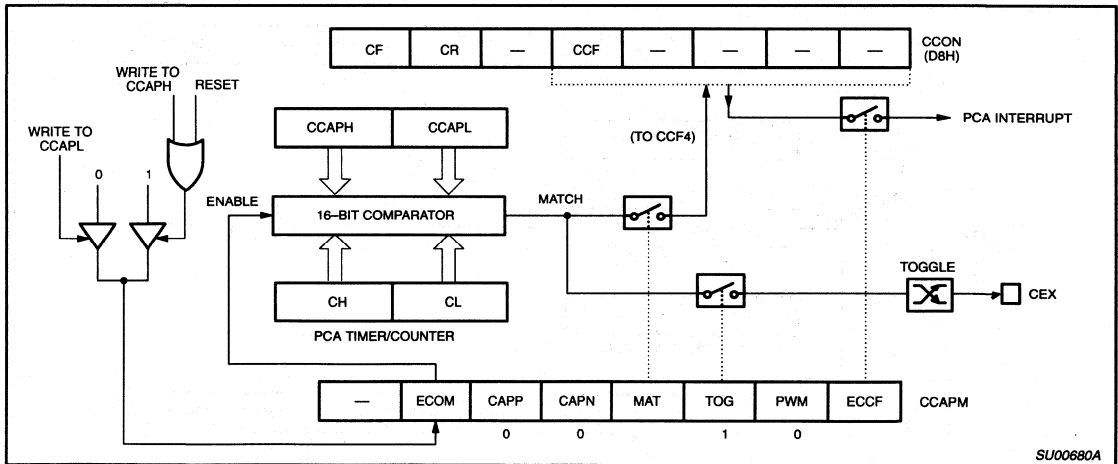 CF CR — CCF — — — — CCON
(D8H)
WRITE TO
CCAPH RESET
WRITE TO
CCAPL
0 1
CCAPH CCAPL
(TO CCF4)
PCA INTERRUPT
ENABLE
16–BIT COMPARATOR
MATCH
CH CL
PCA TIMER/COUNTER
TOGGLE
CEX
— ECOM CAPP CAPN MAT TOG PWM ECCF CCAPM
0 0 1 0
SU00680A